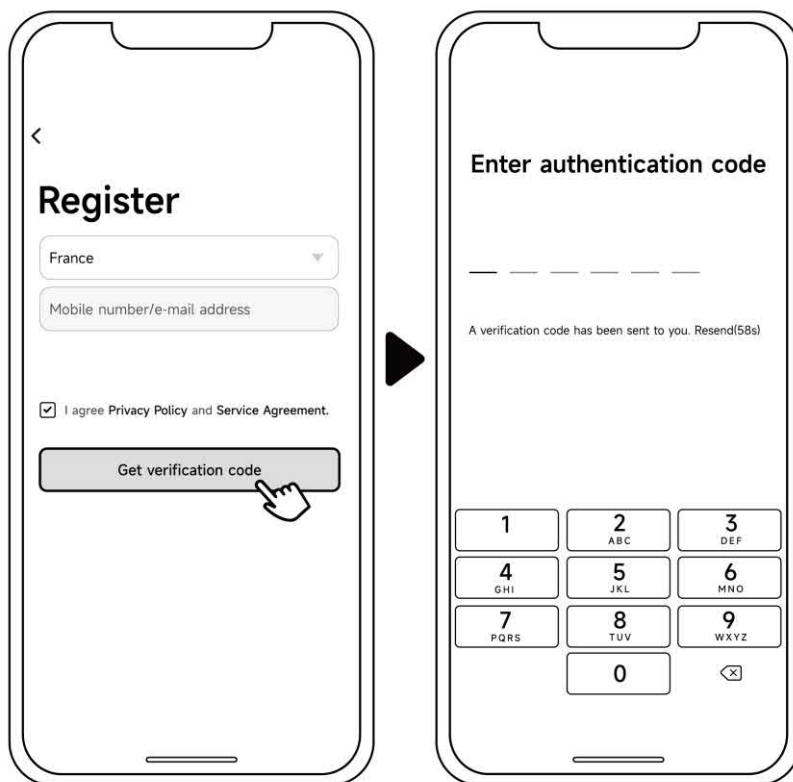 Register
France
Mobile number/e-mail address
I agree Privacy Policy and Service Agreement.
Get verification code
Enter authentication code
A verification code has been sent to you. Resend(58s)
1
2
3
ABC
DEF
4
5
6
GHI
JKL
MNO
7
8
9
PQRS
TUV
WXYZ
0